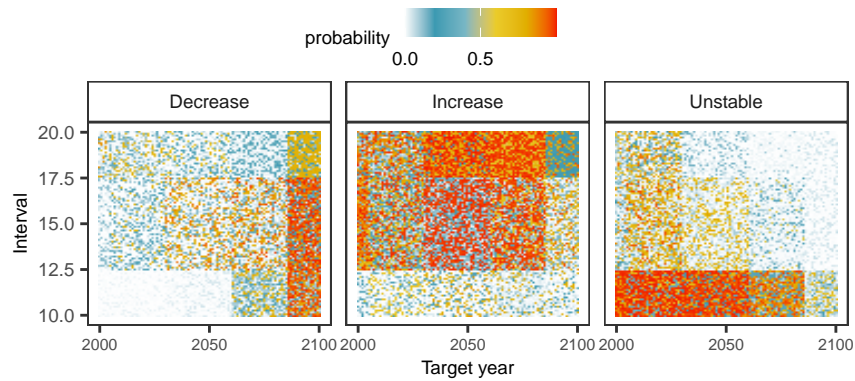 probability
0.0 0.5
Decrease Increase Unstable
20.0
17.5
15.0
12.5
10.0
Interval
2000 2050 2100 2000 2050 2100 2000 2050 2100
Target year